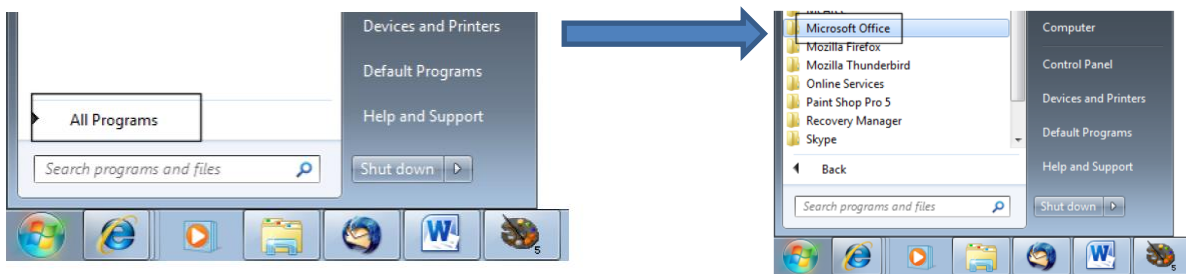 Devices and Printers
Default Programs
All Programs
Help and Support
Search programs and files
Shut down
W
5
Microsoft Office
Mozilla Firefox
Mozilla Thunderbird
Online Services
Paint Shop Pro 5
Recovery Manager
Skype
Back
Search programs and files
Computer
Control Panel
Devices and Printers
Default Programs
Help and Support
Shut down
W
5